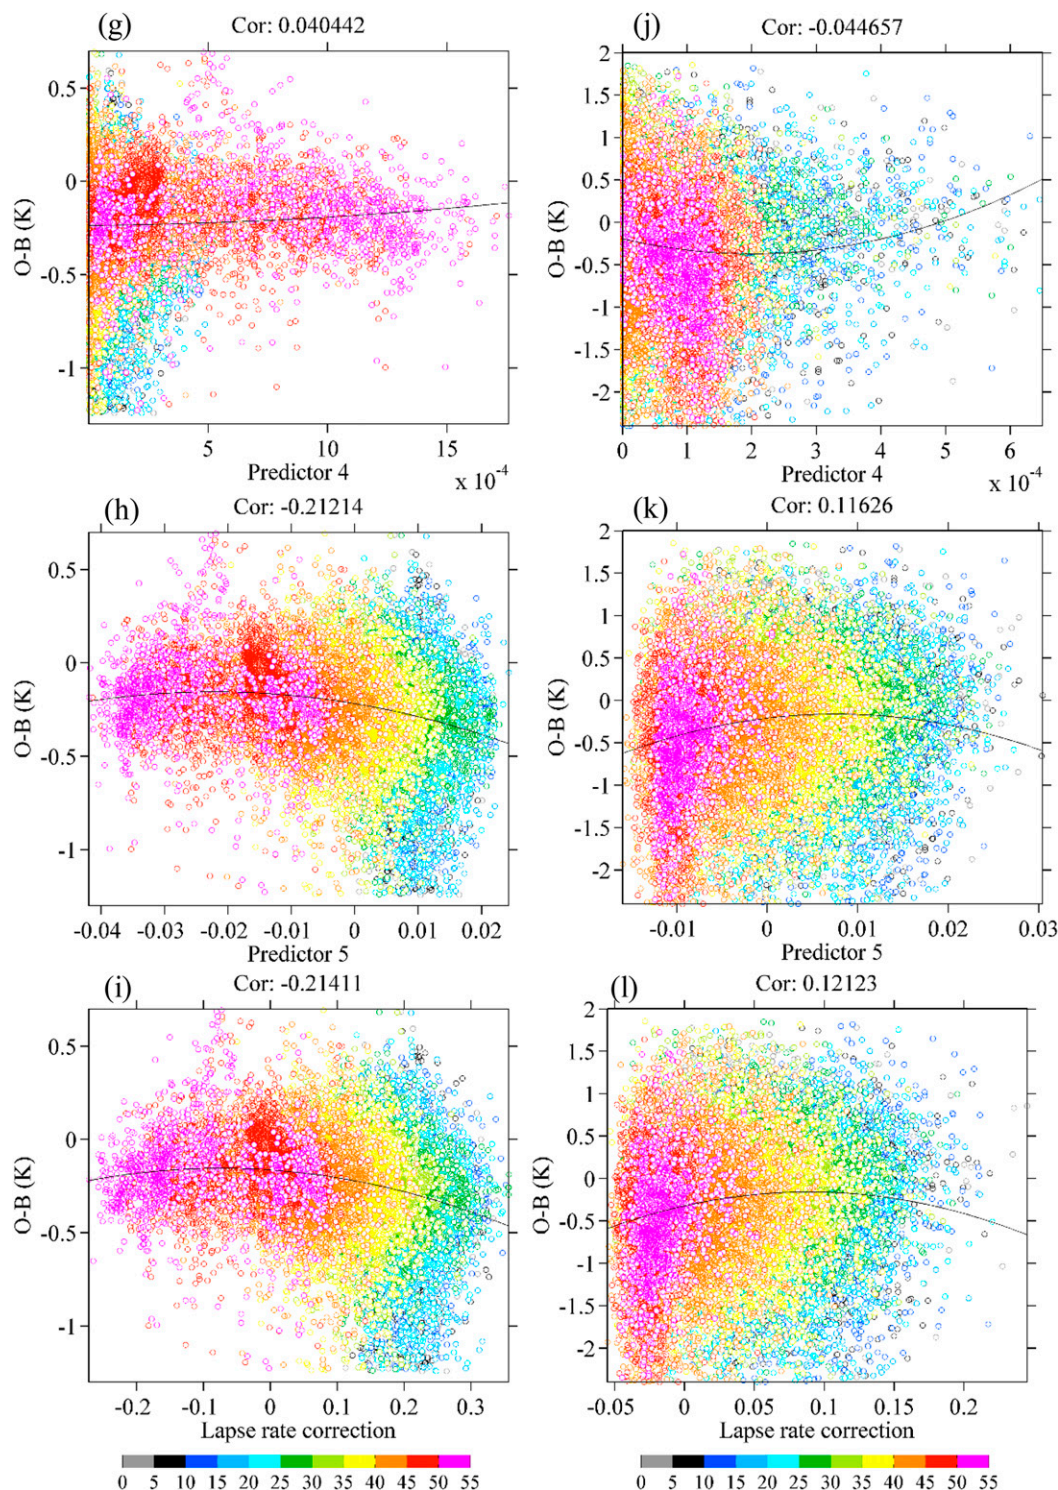 (g) Cor: 0.040442
0.5
0
-0.5
-1
O-B (K)
5 10 15
Predictor 4
x 10^-4
(j) Cor: -0.044657
2
1.5
1
0.5
0
-0.5
-1
-1.5
-2
O-B (K)
0 1 2 3 4 5 6
Predictor 4
x 10^-4
(h) Cor: -0.21214
0.5
0
-0.5
-1
O-B (K)
-0.04 -0.03 -0.02 -0.01 0 0.01 0.02
Predictor 5
(k) Cor: 0.11626
2
1.5
1
0.5
0
-0.5
-1
-1.5
-2
O-B (K)
-0.01 0 0.01 0.02 0.03
Predictor 5
(i) Cor: -0.21411
0.5
0
-0.5
-1
O-B (K)
-0.2 -0.1 0 0.1 0.2 0.3
Lapse rate correction
(l) Cor: 0.12123
2
1.5
1
0.5
0
-0.5
-1
-1.5
-2
O-B (K)
-0.05 0 0.05 0.1 0.15 0.2
Lapse rate correction
0 5 10 15 20 25 30 35 40 45 50 55
0 5 10 15 20 25 30 35 40 45 50 55